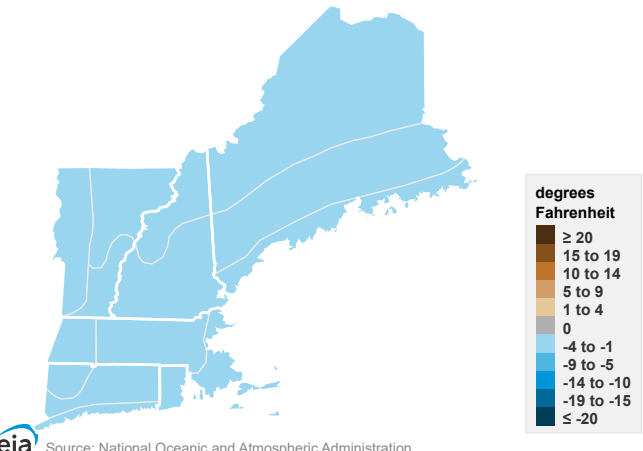 degrees
Fahrenheit
≥ 20
15 to 19
10 to 14
5 to 9
1 to 4
0
-4 to -1
-9 to -5
-14 to -10
-19 to -15
≤ -20
eia
Source: National Oceanic and Atmospheric Administration